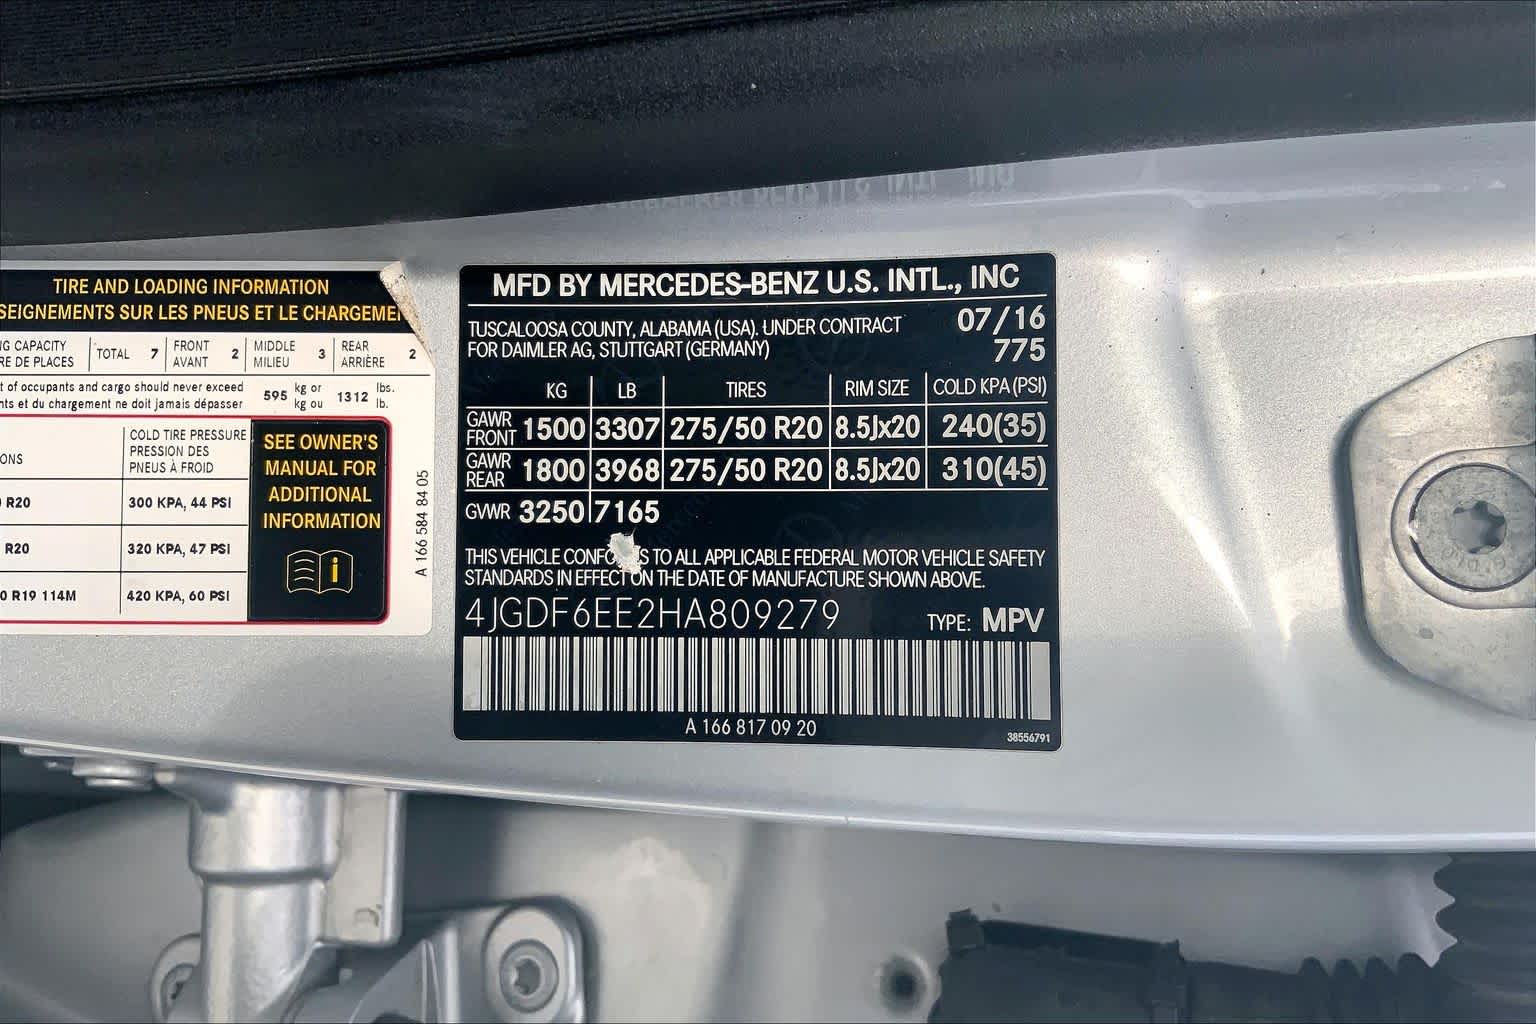 TIRE AND LOADING INFORMATION
SEIGNEMENTS SUR LES PNEUS ET LE CHARGEME
G CAPACITY
RE DE PLACES
TOTAL 7
FRONT
AVANT 2
MIDDLE
MILIEU 3
REAR
ARRIÈRE 2
t of occupants and cargo should never exceed
nts et du chargement ne doit jamais dépasser
595 kg or
kg ou
1312 lbs.
lb.
ONS
COLD TIRE PRESSURE
PRESSION DES
PNEUS À FROID
R20
300 KPA, 44 PSI
R20
320 KPA, 47 PSI
0 R19 114M
420 KPA, 60 PSI
SEE OWNER'S
MANUAL FOR
ADDITIONAL
INFORMATION
i
A 166 584 84 05
MFD BY MERCEDES-BENZ U.S. INTL., INC
TUSCALOOSA COUNTY, ALABAMA (USA). UNDER CONTRACT
FOR DAIMLER AG, STUTTGART (GERMANY)
07/16
775
KG LB TIRES RIM SIZE COLD KPA (PSI)
GAWR
FRONT 1500 3307 275/50 R20 8.5Jx20 240(35)
GAWR
REAR 1800 3968 275/50 R20 8.5Jx20 310(45)
GVWR 3250 7165
THIS VEHICLE CONFO S TO ALL APPLICABLE FEDERAL MOTOR VEHICLE SAFETY
STANDARDS IN EFFECT ON THE DATE OF MANUFACTURE SHOWN ABOVE.
4JGDF6EE2HA809279 TYPE: MPV
A 166 817 09 20
38556791